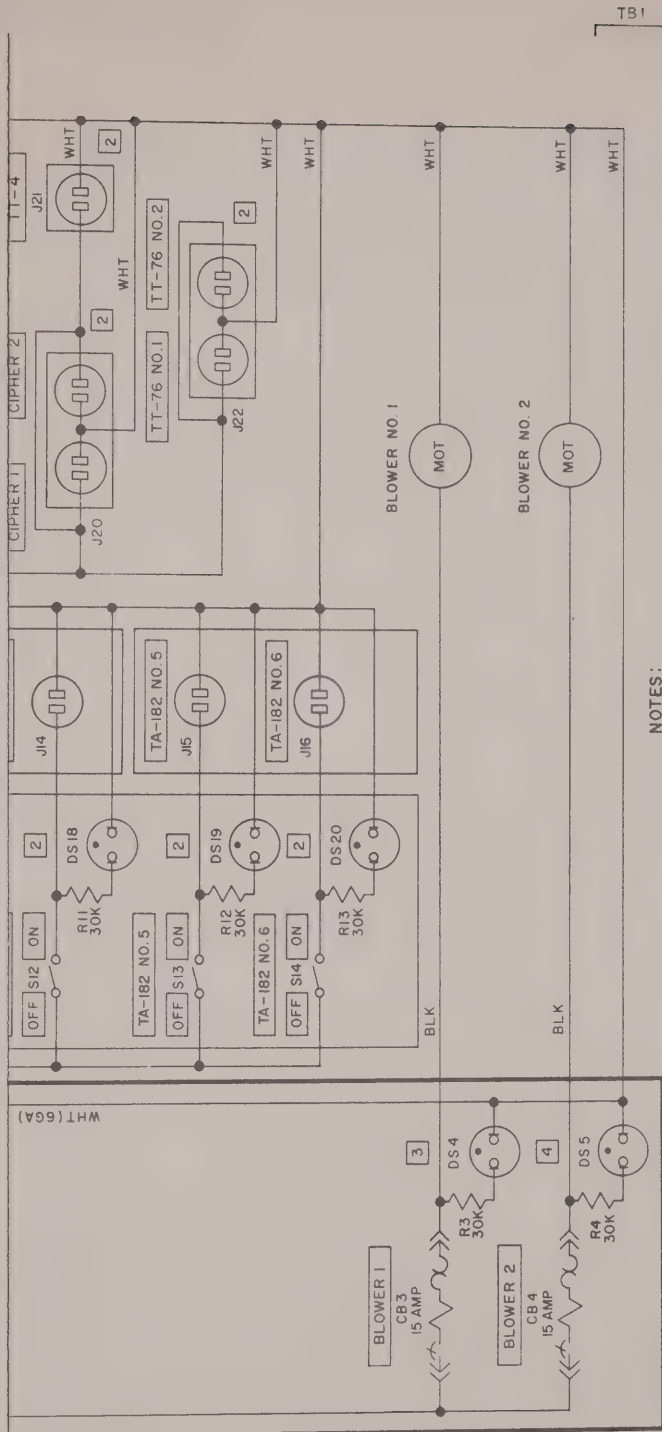 TB1
TT-4
J21
WHT
2
CIPHER 1
CIPHER 2
2
J20
WHT
TT-76 NO.1
TT-76 NO.2
2
J22
WHT
WHT
J14
TA-182 NO.5
J15
TA-182 NO.6
J16
OFF S12 ON
2
R11
30K
DS18
TA-182 NO.5
OFF S13 ON
2
R12
30K
DS19
TA-182 NO.6
OFF S14 ON
2
R13
30K
DS20
WHT (6GA)
BLOWER 1
CB3
15 AMP
3
R3
30K
DS4
BLK
BLOWER NO. 1
MOT
WHT
BLOWER 2
CB4
15 AMP
4
R4
30K
DS5
BLK
BLOWER NO. 2
MOT
WHT
WHT
NOTES: